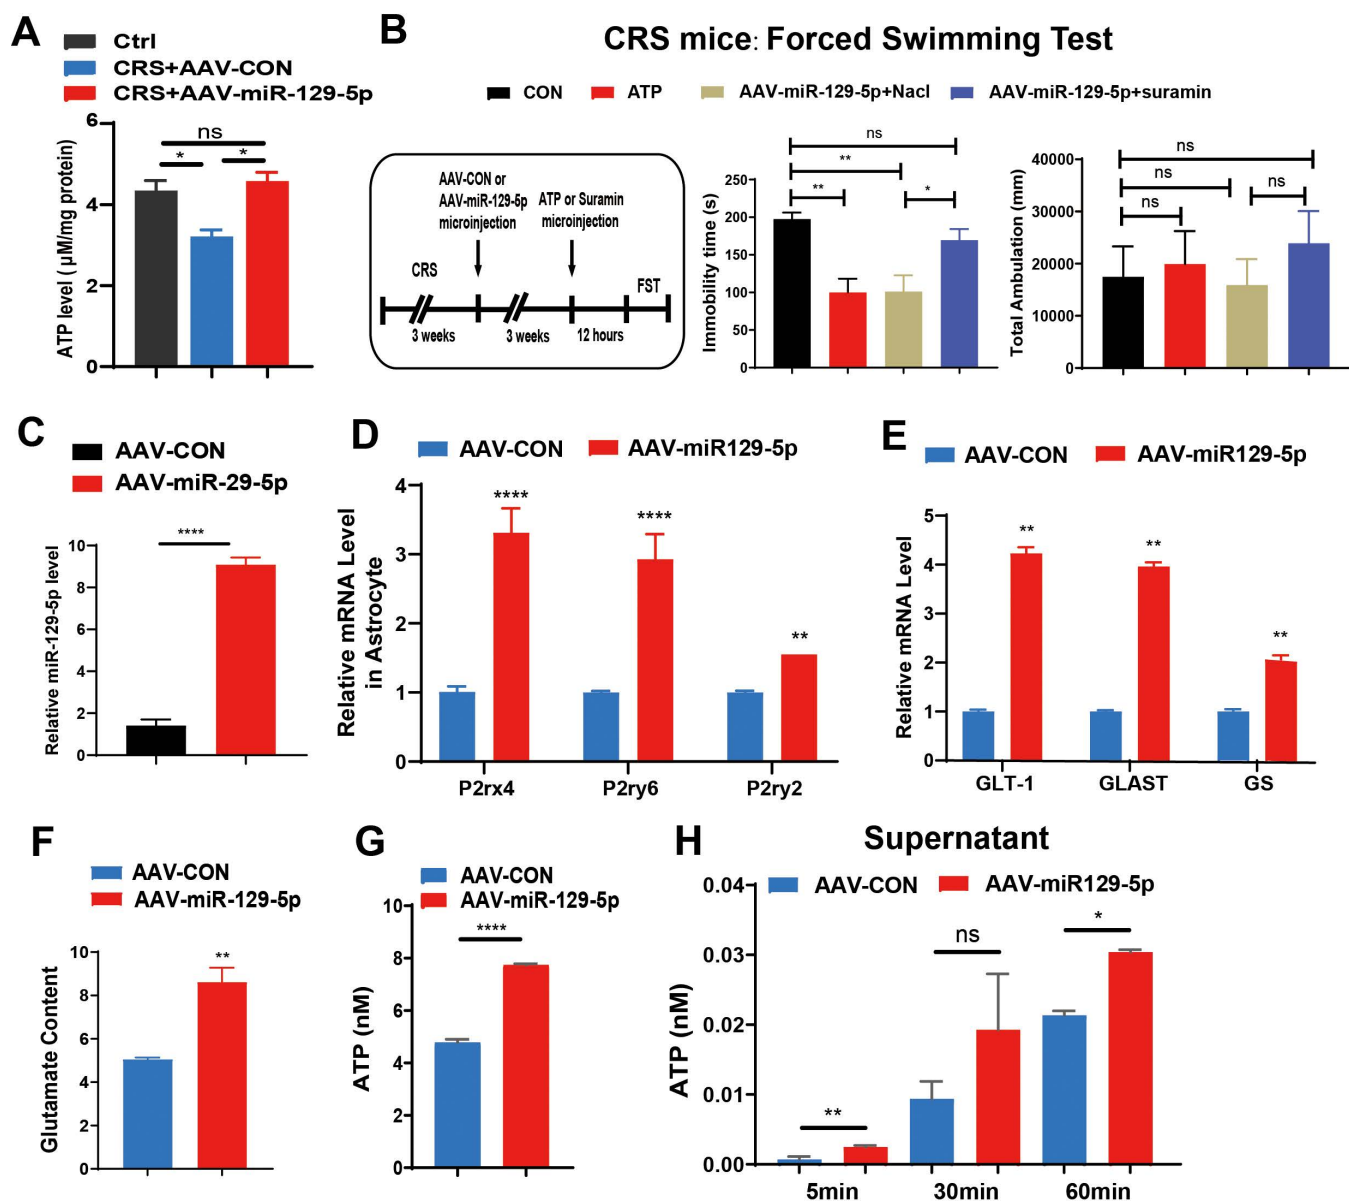 A
Ctrl
CRS+AAV-CON
CRS+AAV-miR-129-5p
ATP level ( μM/mg protein)
6
4
2
0
ns
*
*
B
CRS mice: Forced Swimming Test
CON
ATP
AAV-miR-129-5p+Nacl
AAV-miR-129-5p+suramin
AAV-CON or
AAV-miR-129-5p
microinjection
ATP or Suramin
microinjection
CRS
FST
3 weeks
3 weeks
12 hours
Immobility time (s)
250
200
150
100
50
0
ns
**
**
*
Total Ambulation (mm)
40000
30000
20000
10000
0
ns
ns
ns
ns
C
AAV-CON
AAV-miR-29-5p
Relative miR-129-5p level
10
8
6
4
2
0
****
D
AAV-CON
AAV-miR129-5p
Relative mRNA Level
in Astrocyte
4
3
2
1
0
****
****
**
P2rx4
P2ry6
P2ry2
E
AAV-CON
AAV-miR129-5p
Relative mRNA Level
5
4
3
2
1
0
**
**
**
GLT-1
GLAST
GS
F
AAV-CON
AAV-miR-129-5p
Glutamate Content
10
8
6
4
2
0
**
G
AAV-CON
AAV-miR-129-5p
ATP (nM)
10
8
6
4
2
0
****
H
Supernatant
AAV-CON
AAV-miR129-5p
ATP (nM)
0.04
0.03
0.02
0.01
0.00
**
ns
*
5min
30min
60min